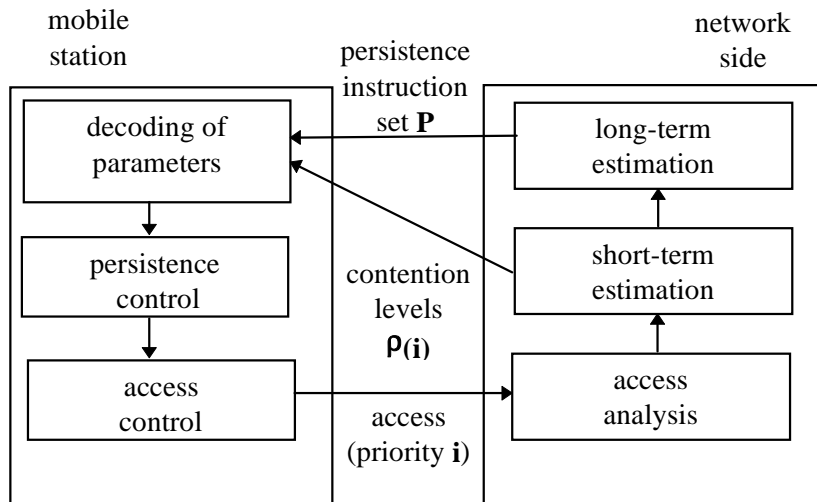 mobile
station
persistence
instruction
set P
network
side
decoding of
parameters
long-term
estimation
persistence
control
contention
levels
ρ(i)
short-term
estimation
access
control
access
(priority i)
access
analysis